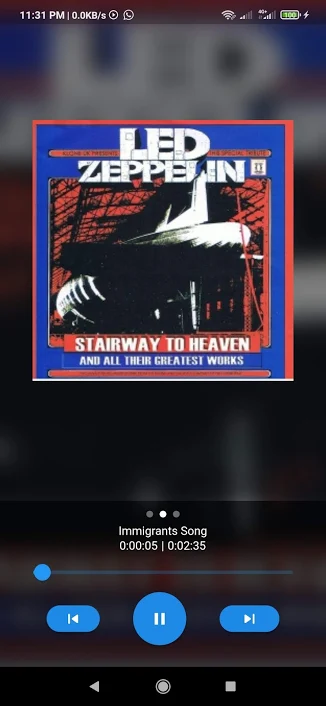 11:31 PM | 0.0KB/s
4G+
100
LED
ZEPPELIN
STAIRWAY TO HEAVEN
AND ALL THEIR GREATEST WORKS
Immigrants Song
0:00:05 | 0:02:35